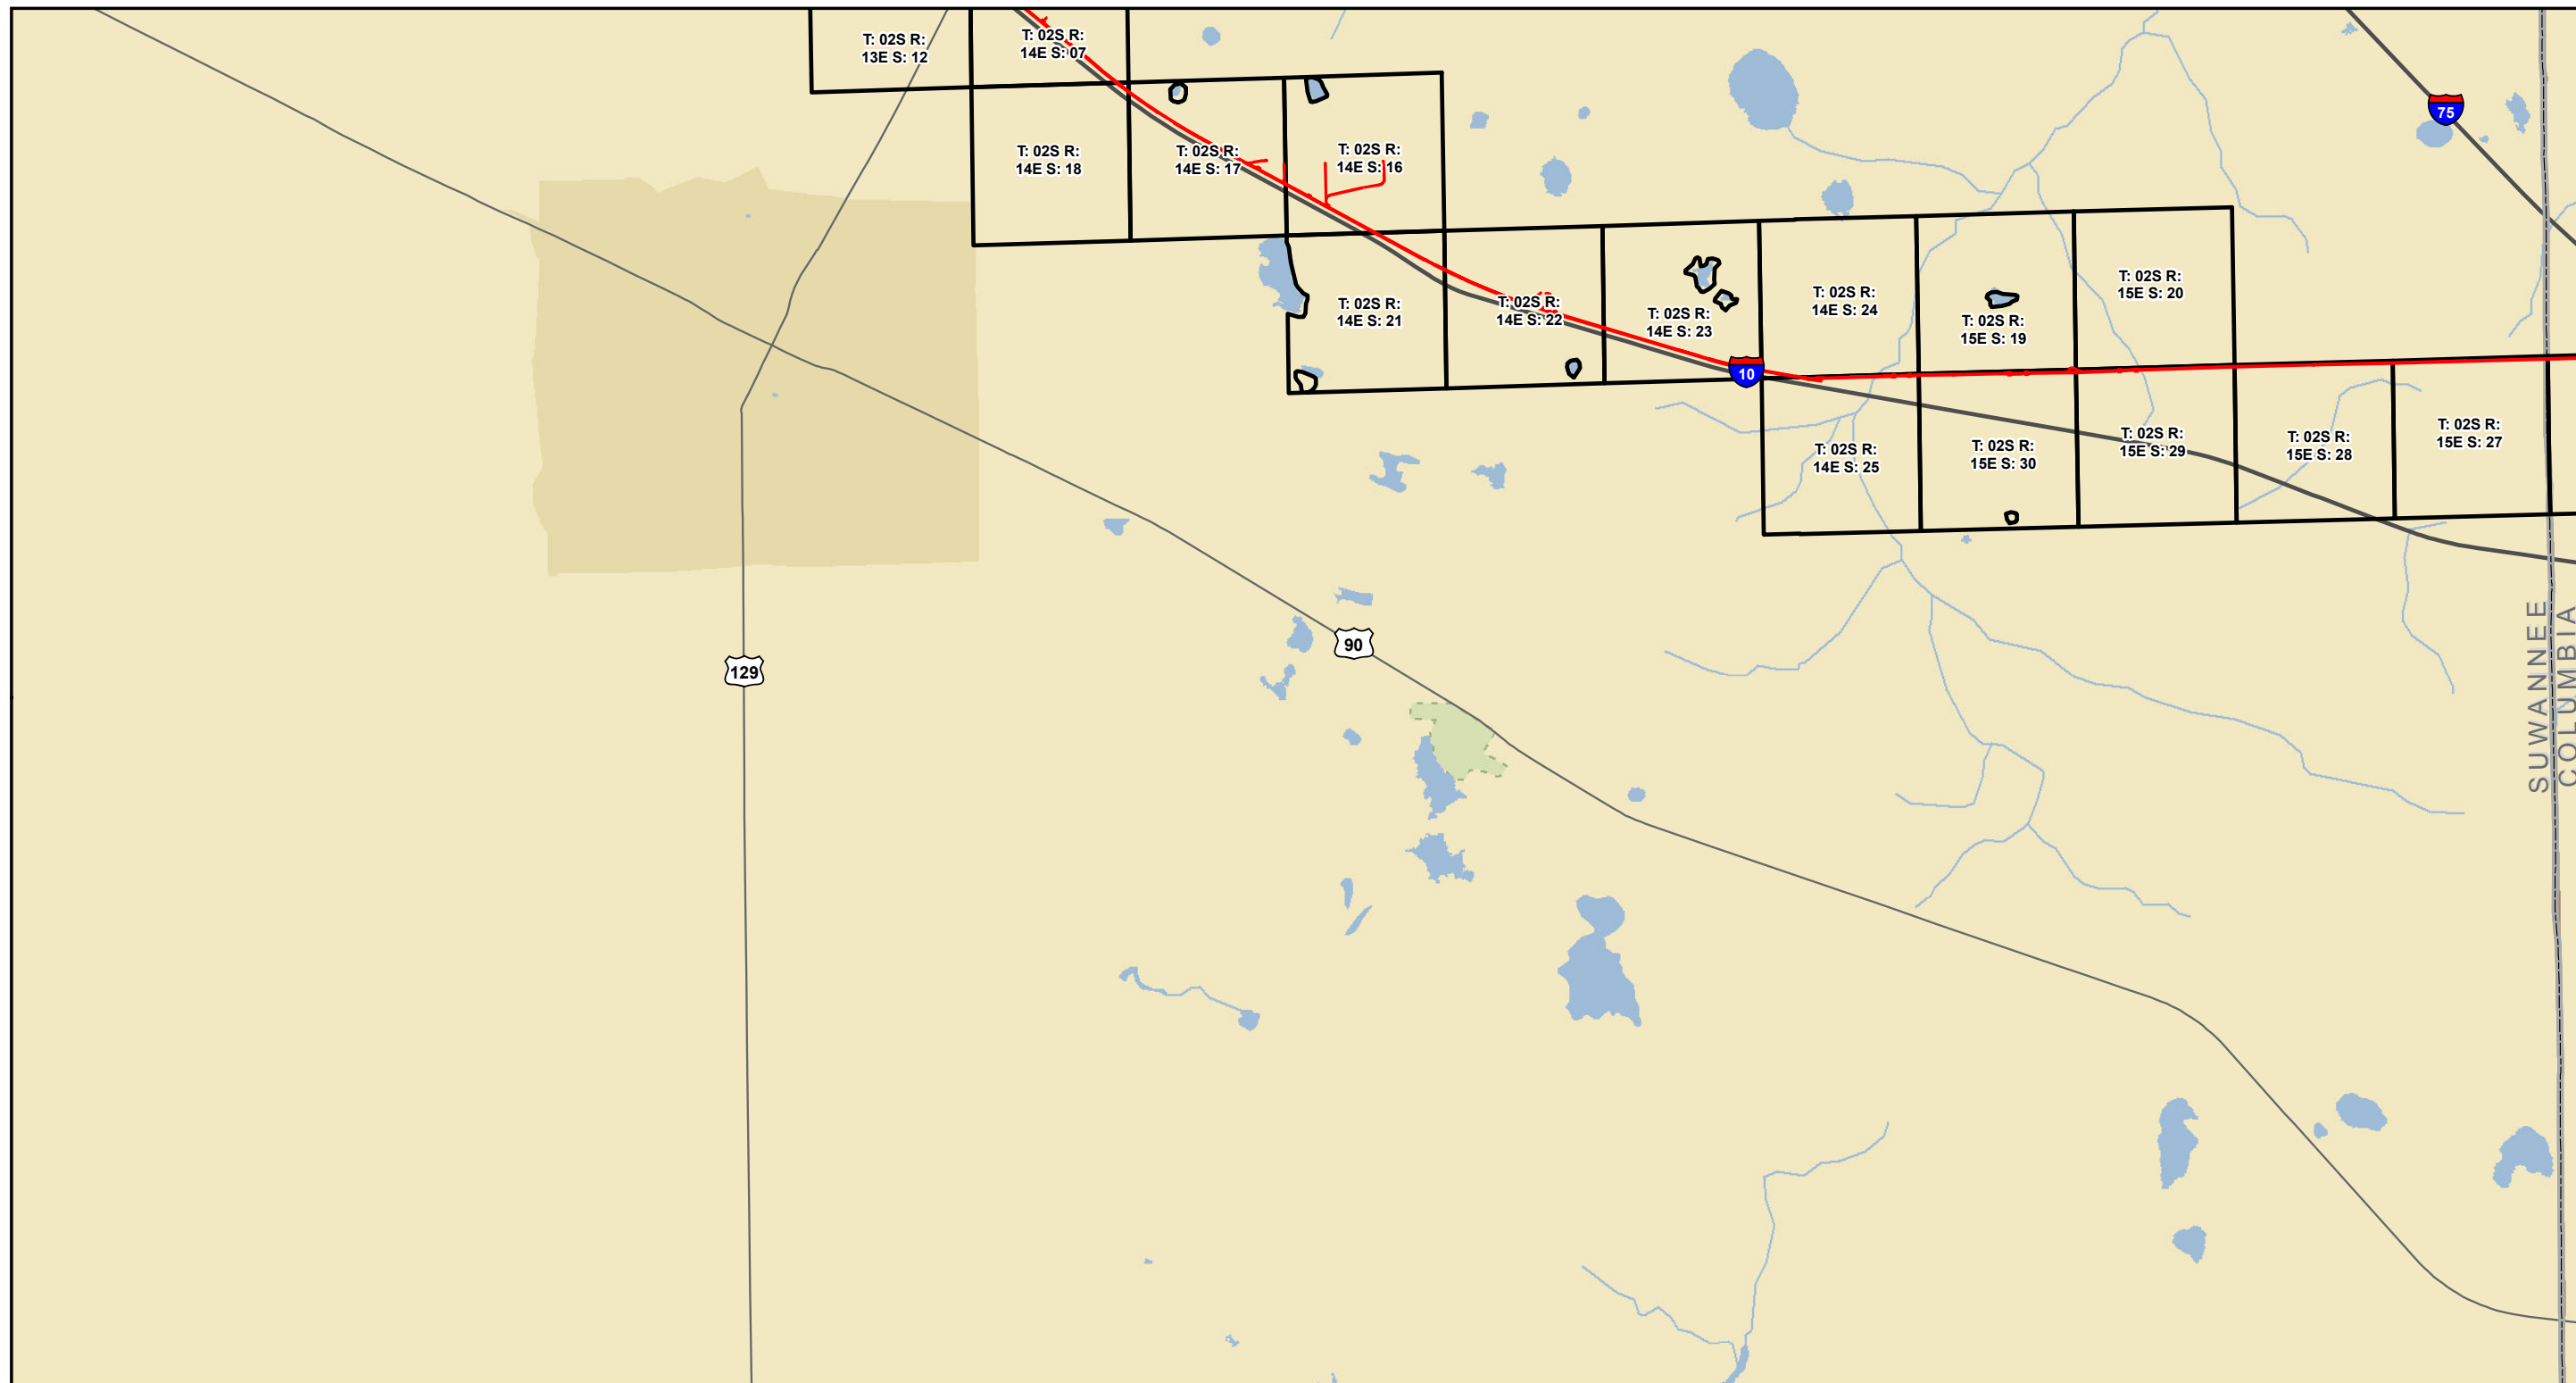 T: 02S R:
13E S: 12
T: 02S R:
14E S: 07
75
T: 02S R:
14E S: 18
T: 02S R:
14E S: 17
T: 02S R:
14E S: 16
T: 02S R:
14E S: 21
T: 02S R:
14E S: 22
T: 02S R:
14E S: 23
T: 02S R:
14E S: 24
T: 02S R:
15E S: 19
T: 02S R:
15E S: 20
10
T: 02S R:
14E S: 25
T: 02S R:
15E S: 30
T: 02S R:
15E S: 29
T: 02S R:
15E S: 28
T: 02S R:
15E S: 27
129
90
SUWANNEE
COLUMBIA